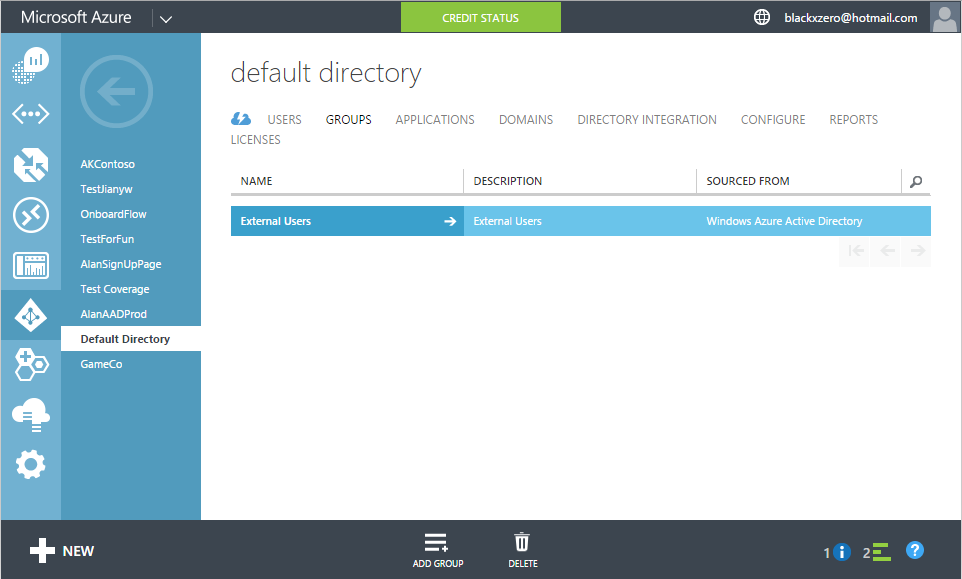 Microsoft Azure
CREDIT STATUS
blackxzero@hotmail.com
AKContoso
TestJianyw
OnboardFlow
TestForFun
AlanSignUpPage
Test Coverage
AlanAADProd
Default Directory
GameCo
default directory
USERS GROUPS APPLICATIONS DOMAINS DIRECTORY INTEGRATION CONFIGURE REPORTS
LICENSES
NAME DESCRIPTION SOURCED FROM
External Users External Users Windows Azure Active Directory
NEW
ADD GROUP
DELETE
1 i 2 ?